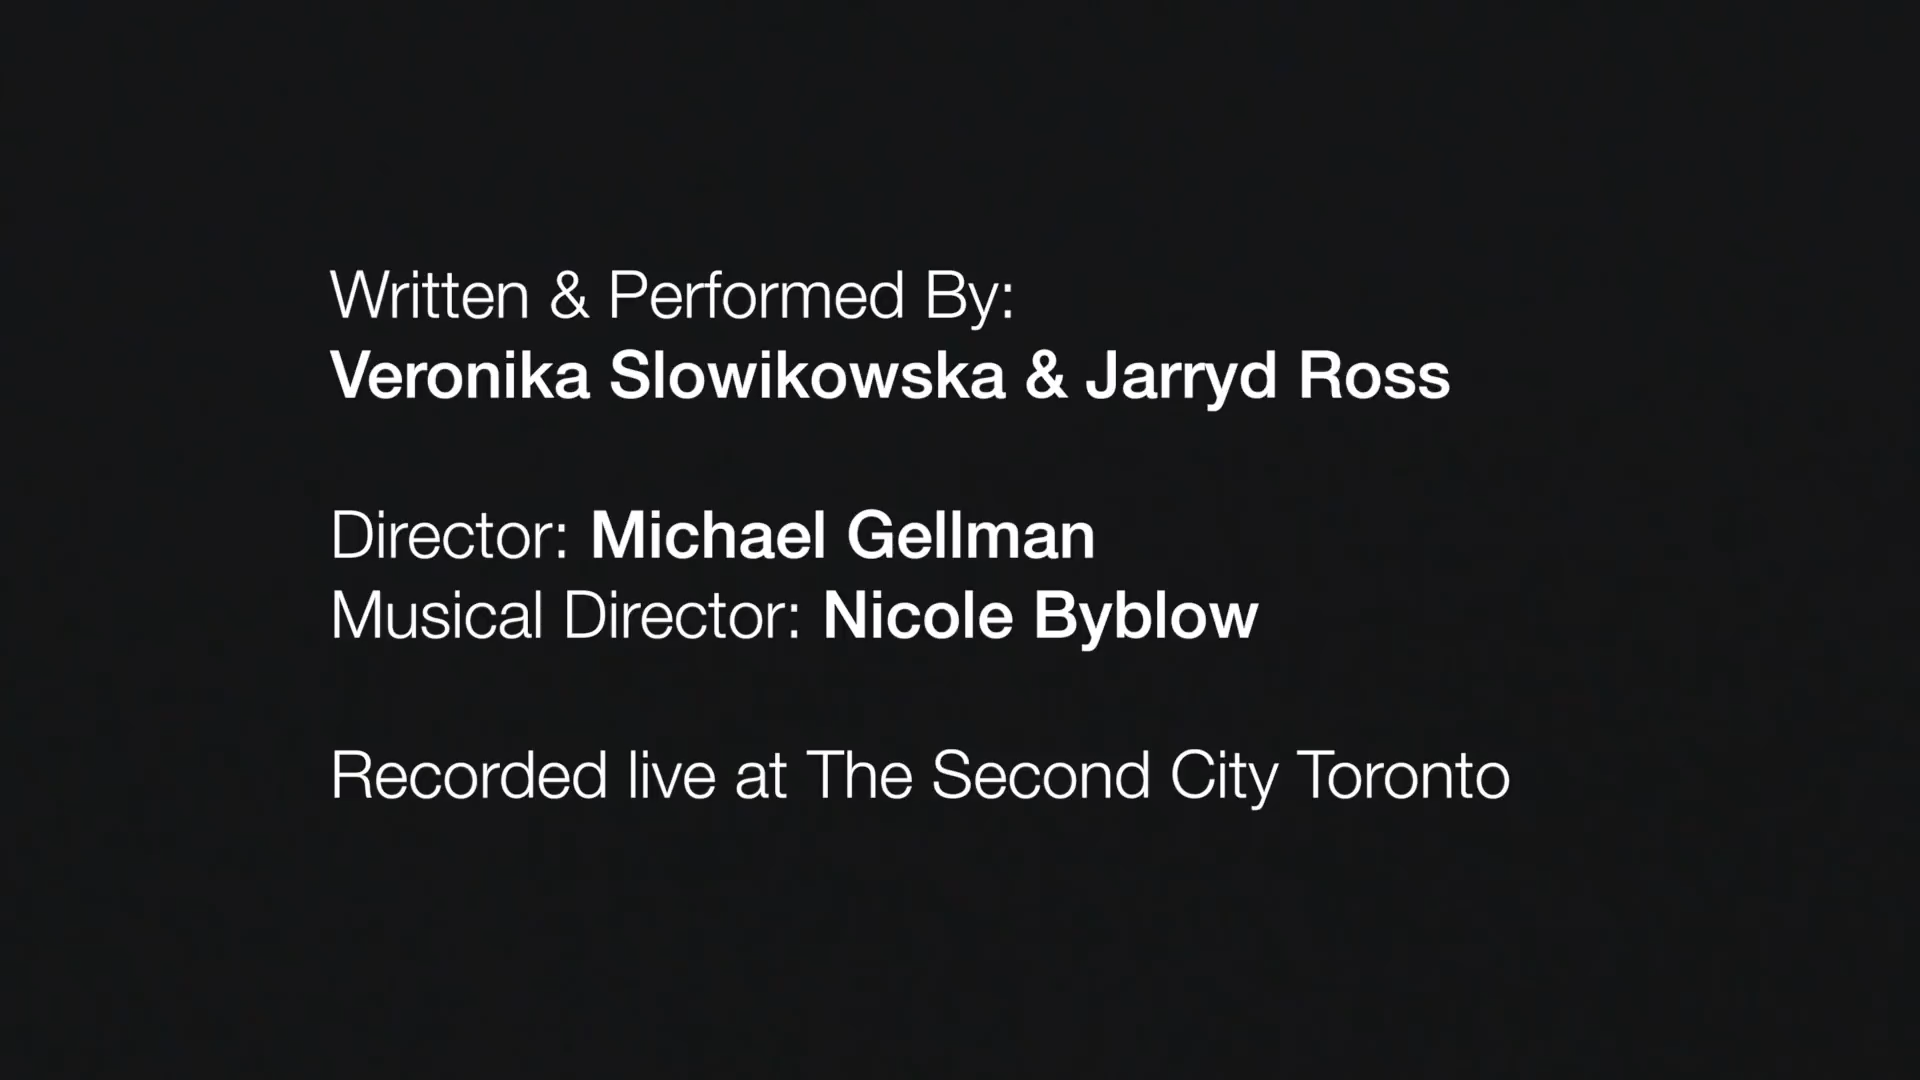 Written & Performed By:
Veronika Slowikowska & Jarryd Ross
Director: Michael Gellman
Musical Director: Nicole Byblow
Recorded live at The Second City Toronto